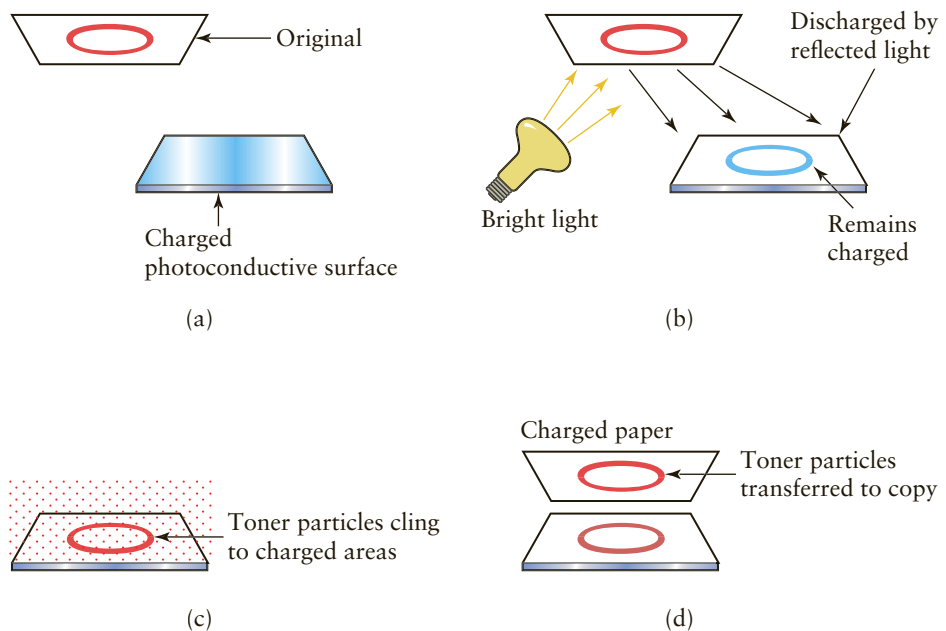 Original
Charged
photoconductive surface
(a)
Discharged by
reflected light
Bright light
Remains
charged
(b)
Toner particles cling
to charged areas
(c)
Charged paper
Toner particles
transferred to copy
(d)